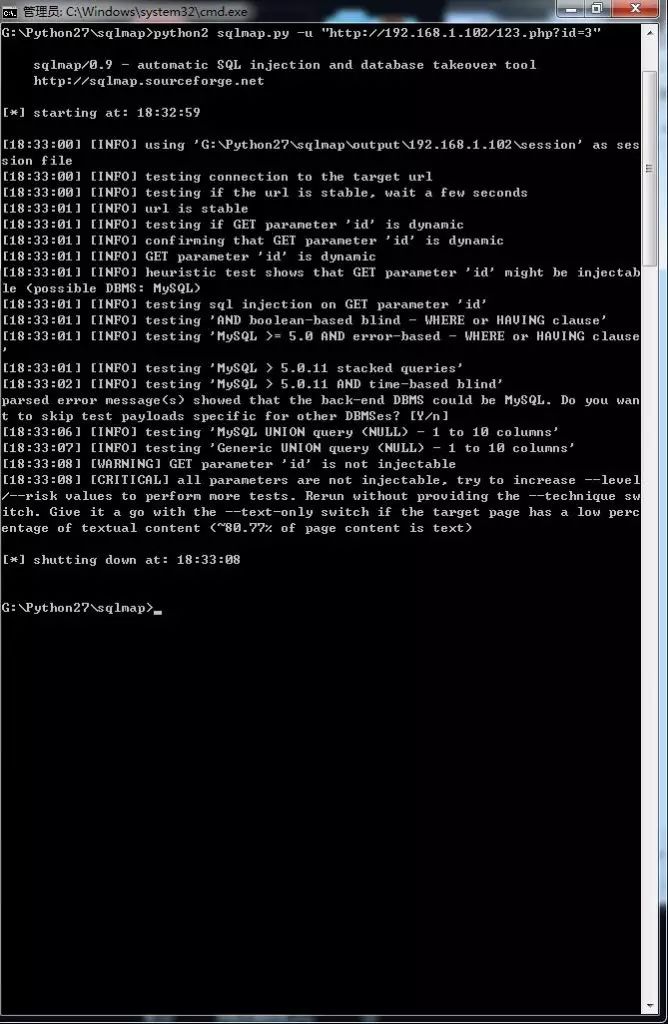 管理员: C:\Windows\system32\cmd.exe
G:\Python27\sqlmap>python2 sqlmap.py -u "http://192.168.1.102/123.php?id=3"
sqlmap/0.9 - automatic SQL injection and database takeover tool
http://sqlmap.sourceforge.net
[*] starting at: 18:32:59
[18:33:00] [INFO] using 'G:\Python27\sqlmap\output\192.168.1.102\session' as ses
sion file
[18:33:00] [INFO] testing connection to the target url
[18:33:00] [INFO] testing if the url is stable, wait a few seconds
[18:33:01] [INFO] url is stable
[18:33:01] [INFO] testing if GET parameter 'id' is dynamic
[18:33:01] [INFO] confirming that GET parameter 'id' is dynamic
[18:33:01] [INFO] GET parameter 'id' is dynamic
[18:33:01] [INFO] heuristic test shows that GET parameter 'id' might be injectab
le (possible DBMS: MySQL)
[18:33:01] [INFO] testing sql injection on GET parameter 'id'
[18:33:01] [INFO] testing 'AND boolean-based blind - WHERE or HAVING clause'
[18:33:01] [INFO] testing 'MySQL >= 5.0 AND error-based - WHERE or HAVING clause
'
[18:33:01] [INFO] testing 'MySQL > 5.0.11 stacked queries'
[18:33:02] [INFO] testing 'MySQL > 5.0.11 AND time-based blind'
parsed error message(s) showed that the back-end DBMS could be MySQL. Do you wan
t to skip test payloads specific for other DBMSes? [Y/n]
[18:33:06] [INFO] testing 'MySQL UNION query (NULL) - 1 to 10 columns'
[18:33:07] [INFO] testing 'Generic UNION query (NULL) - 1 to 10 columns'
[18:33:08] [WARNING] GET parameter 'id' is not injectable
[18:33:08] [CRITICAL] all parameters are not injectable, try to increase --level
/--risk values to perform more tests. Rerun without providing the --technique sw
itch. Give it a go with the --text-only switch if the target page has a low perc
entage of textual content (~80.77% of page content is text)
[*] shutting down at: 18:33:08
G:\Python27\sqlmap>_